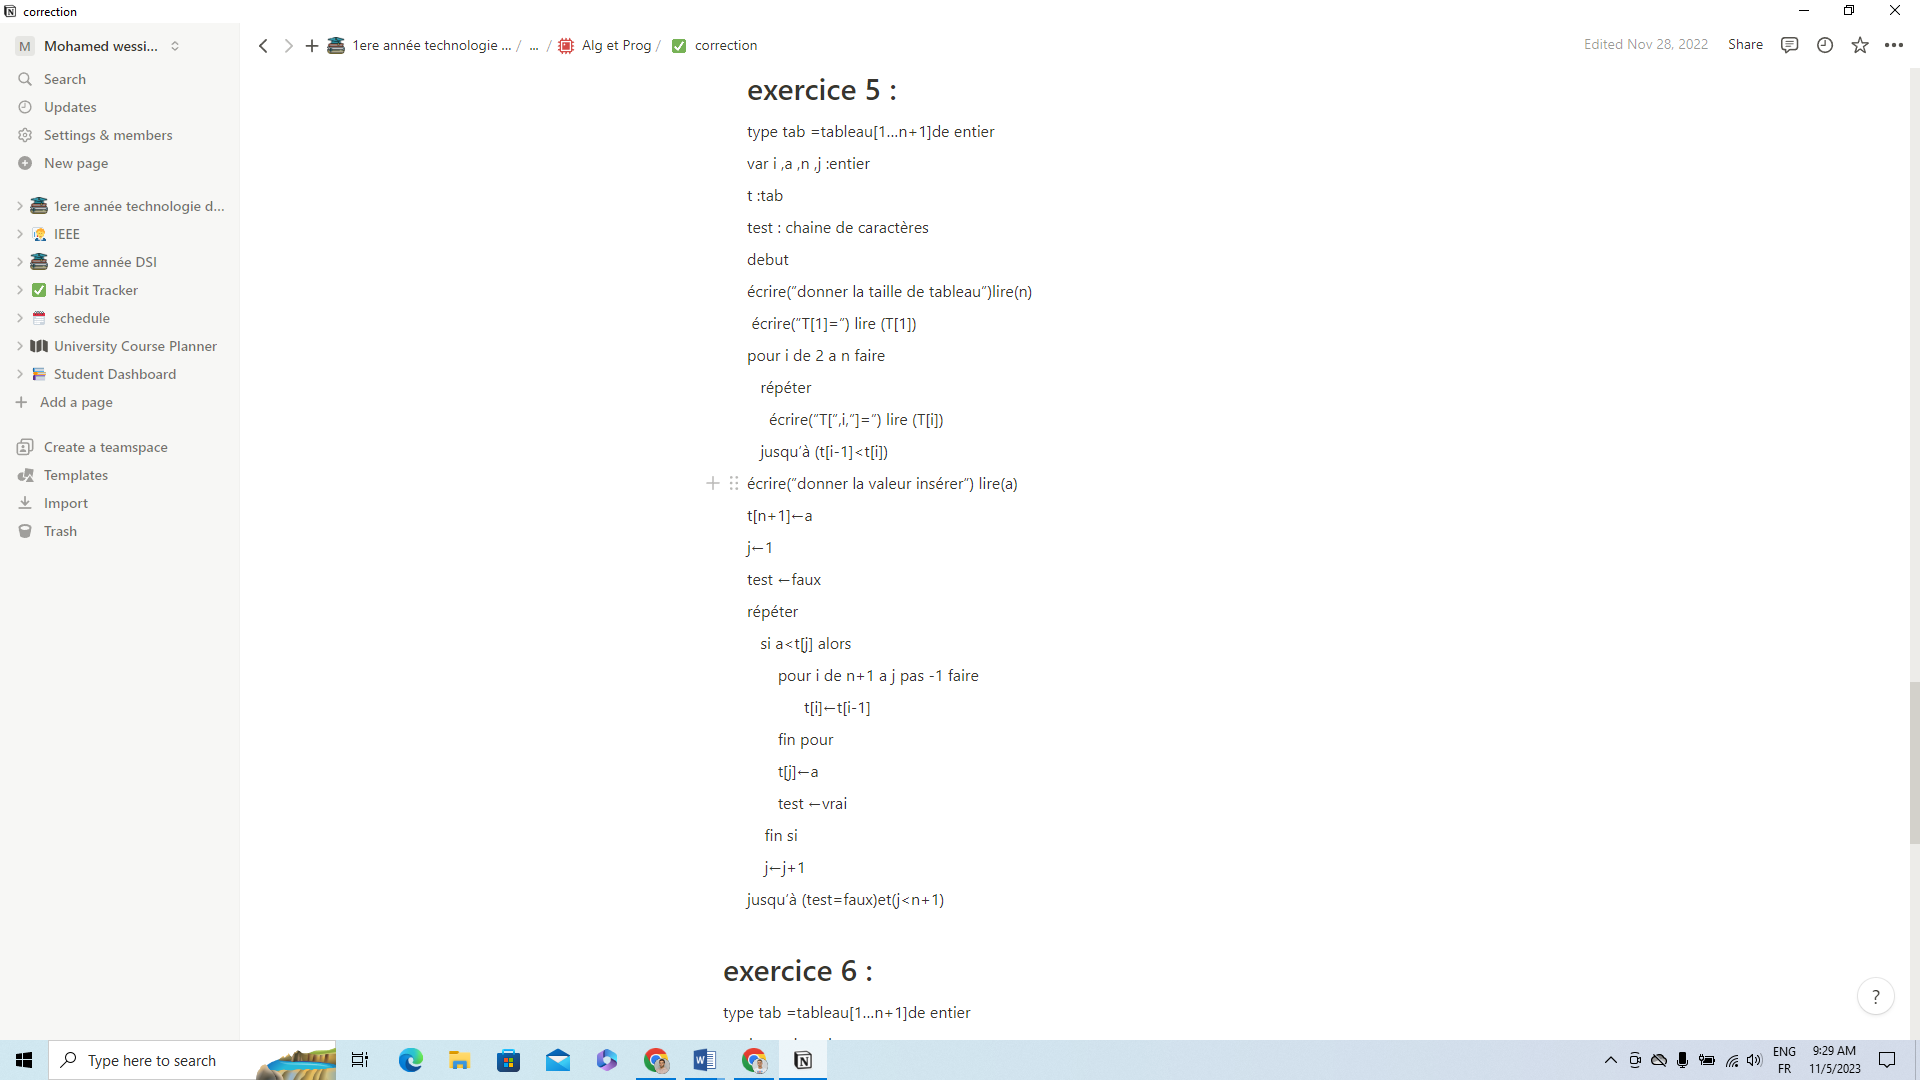 correction
M Mohamed wessi...
Search
Updates
Settings & members
New page
1ere année technologie d...
IEEE
2eme année DSI
Habit Tracker
schedule
University Course Planner
Student Dashboard
Add a page
Create a teamspace
Templates
Import
Trash
1ere année technologie ... / ... / Alg et Prog / correction
Edited Nov 28, 2022 Share
exercice 5 :
type tab =tableau[1...n+1]de entier
var i ,a ,n ,j :entier
t :tab
test : chaine de caractères
debut
écrire(”donner la taille de tableau”)lire(n)
écrire(”T[1]=”) lire (T[1])
pour i de 2 a n faire
répéter
écrire(”T[”,i,”]=”) lire (T[i])
jusqu’à (t[i-1]<t[i])
écrire(”donner la valeur insérer”) lire(a)
t[n+1]←a
j←1
test ←faux
répéter
si a<t[j] alors
pour i de n+1 a j pas -1 faire
t[i]←t[i-1]
fin pour
t[j]←a
test ←vrai
fin si
j←j+1
jusqu’à (test=faux)et(j<n+1)
exercice 6 :
type tab =tableau[1...n+1]de entier
?
Type here to search
ENG
FR
9:29 AM
11/5/2023